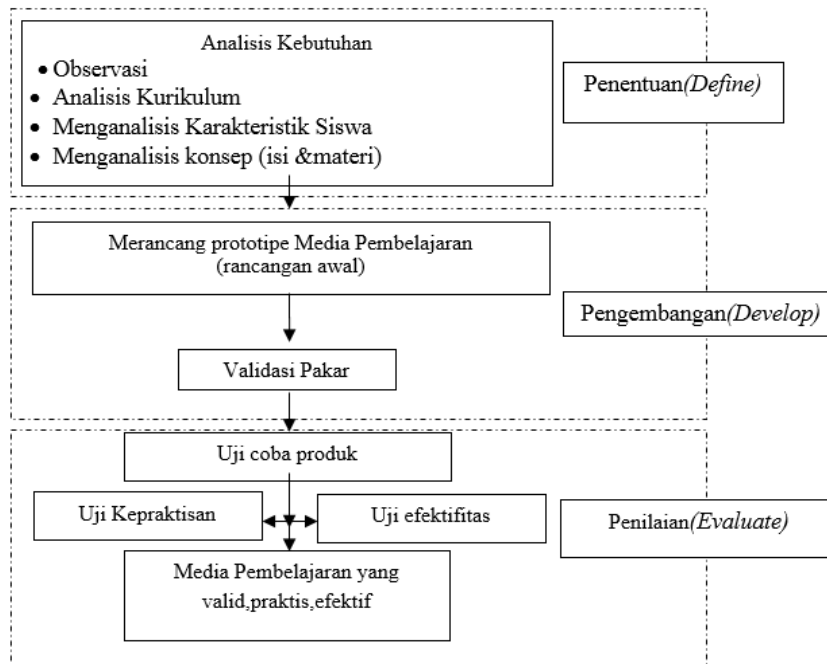 Analisis Kebutuhan
• Observasi
• Analisis Kurikulum
• Menganalisis Karakteristik Siswa
• Menganalisis konsep (isi &materi)
Penentuan(Define)
Merancang prototipe Media Pembelajaran
(rancangan awal)
Pengembangan(Develop)
Validasi Pakar
Uji coba produk
Uji Kepraktisan
Uji efektifitas
Penilaian(Evaluate)
Media Pembelajaran yang
valid,praktis,efektif